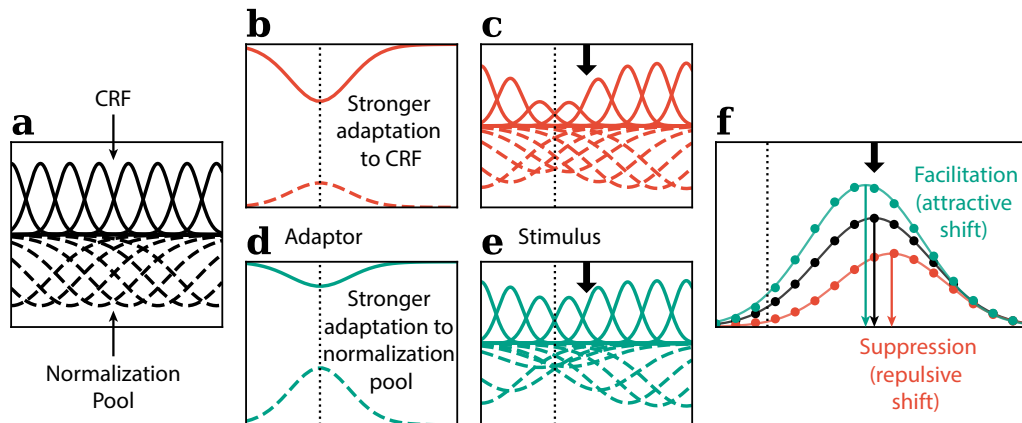 a
CRF
Normalization
Pool
b
Stronger
adaptation
to CRF
c
d
Adaptor
Stronger
adaptation to
normalization
pool
e
Stimulus
f
Facilitation
(attractive
shift)
Suppression
(repulsive
shift)